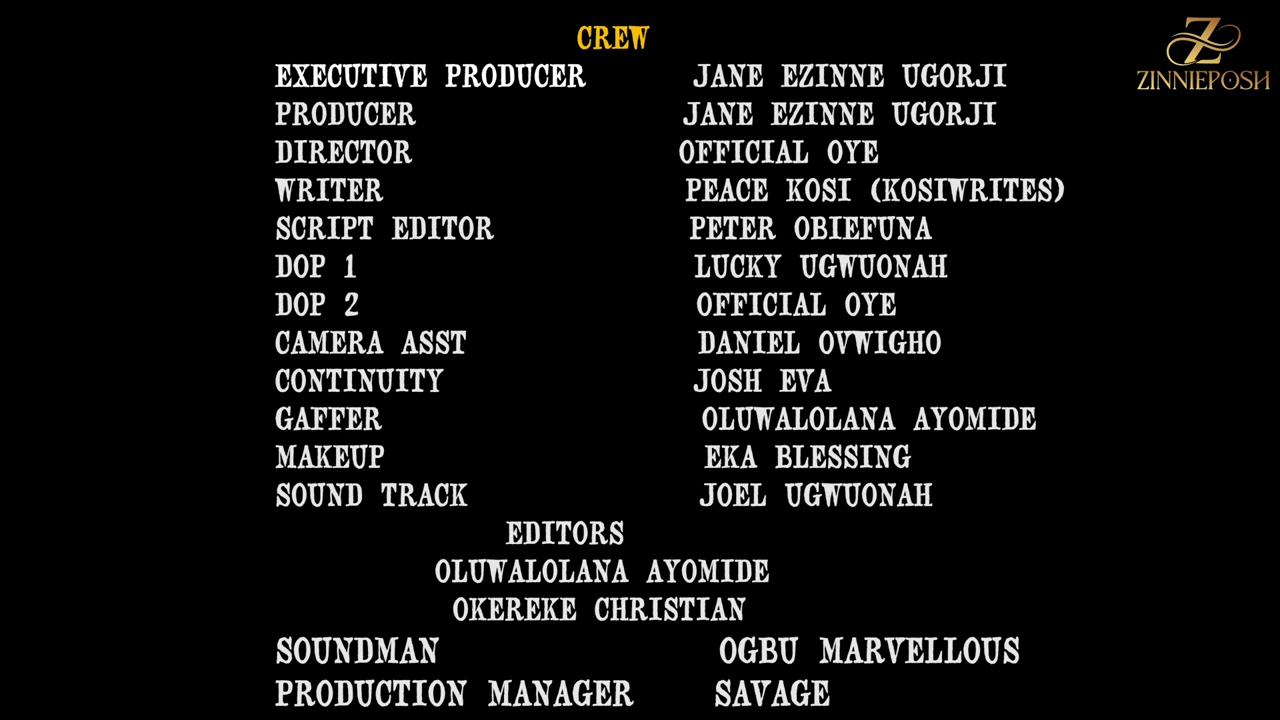 CREW
EXECUTIVE PRODUCER JANE EZINNE UGORJI
PRODUCER JANE EZINNE UGORJI
DIRECTOR OFFICIAL OYE
WRITER PEACE KOSI (KOSIWRITES)
SCRIPT EDITOR PETER OBIEFUNA
DOP 1 LUCKY UGWUONAH
DOP 2 OFFICIAL OYE
CAMERA ASST DANIEL OVWIGHO
CONTINUITY JOSH EVA
GAFFER OLUWALOLANA AYOMIDE
MAKEUP EKA BLESSING
SOUND TRACK JOEL UGWUONAH
EDITORS
OLUWALOLANA AYOMIDE
OKEREKE CHRISTIAN
SOUNDMAN OGBU MARVELLOUS
PRODUCTION MANAGER SAVAGE
Z
ZINNIEPOSH